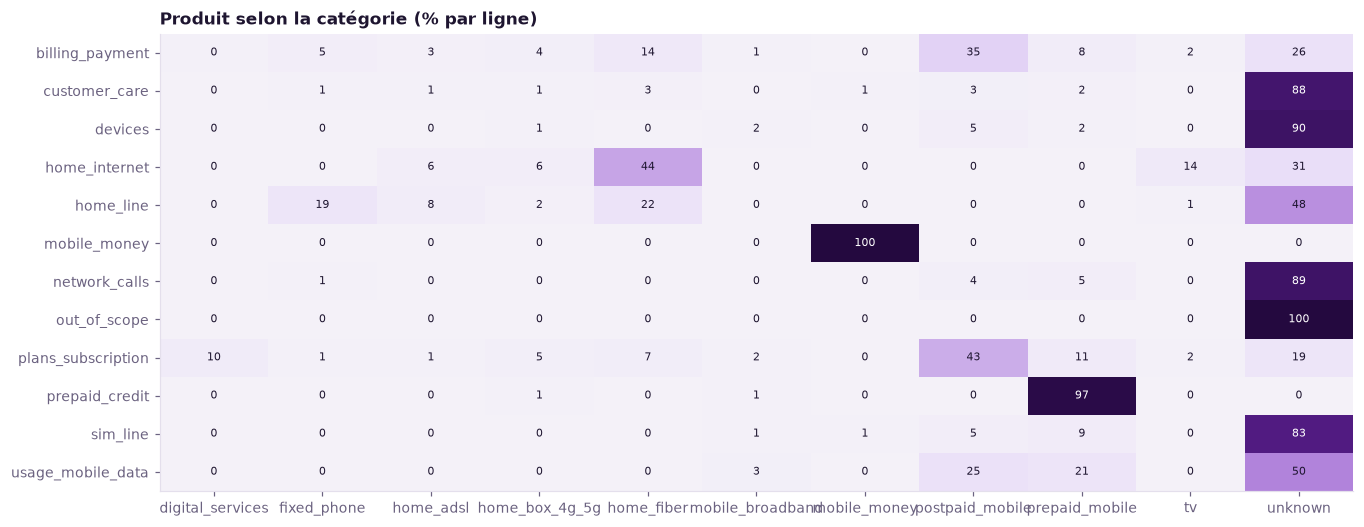 Produit selon la catégorie (% par ligne)
billing_payment 0 5 3 4 14 1 0 35 8 2 26
customer_care 0 1 1 1 3 0 1 3 2 0 88
devices 0 0 0 1 0 2 0 5 2 0 90
home_internet 0 0 6 6 44 0 0 0 0 14 31
home_line 0 19 8 2 22 0 0 0 0 1 48
mobile_money 0 0 0 0 0 0 100 0 0 0 0
network_calls 0 1 0 0 0 0 0 4 5 0 89
out_of_scope 0 0 0 0 0 0 0 0 0 0 100
plans_subscription 10 1 1 5 7 2 0 43 11 2 19
prepaid_credit 0 0 0 1 0 1 0 0 97 0 0
sim_line 0 0 0 0 0 1 1 5 9 0 83
usage_mobile_data 0 0 0 0 0 3 0 25 21 0 50
digital_services fixed_phone home_adsl home_box_4g_5g home_fiber mobile_broadband mobile_money postpaid_mobile prepaid_mobile tv unknown